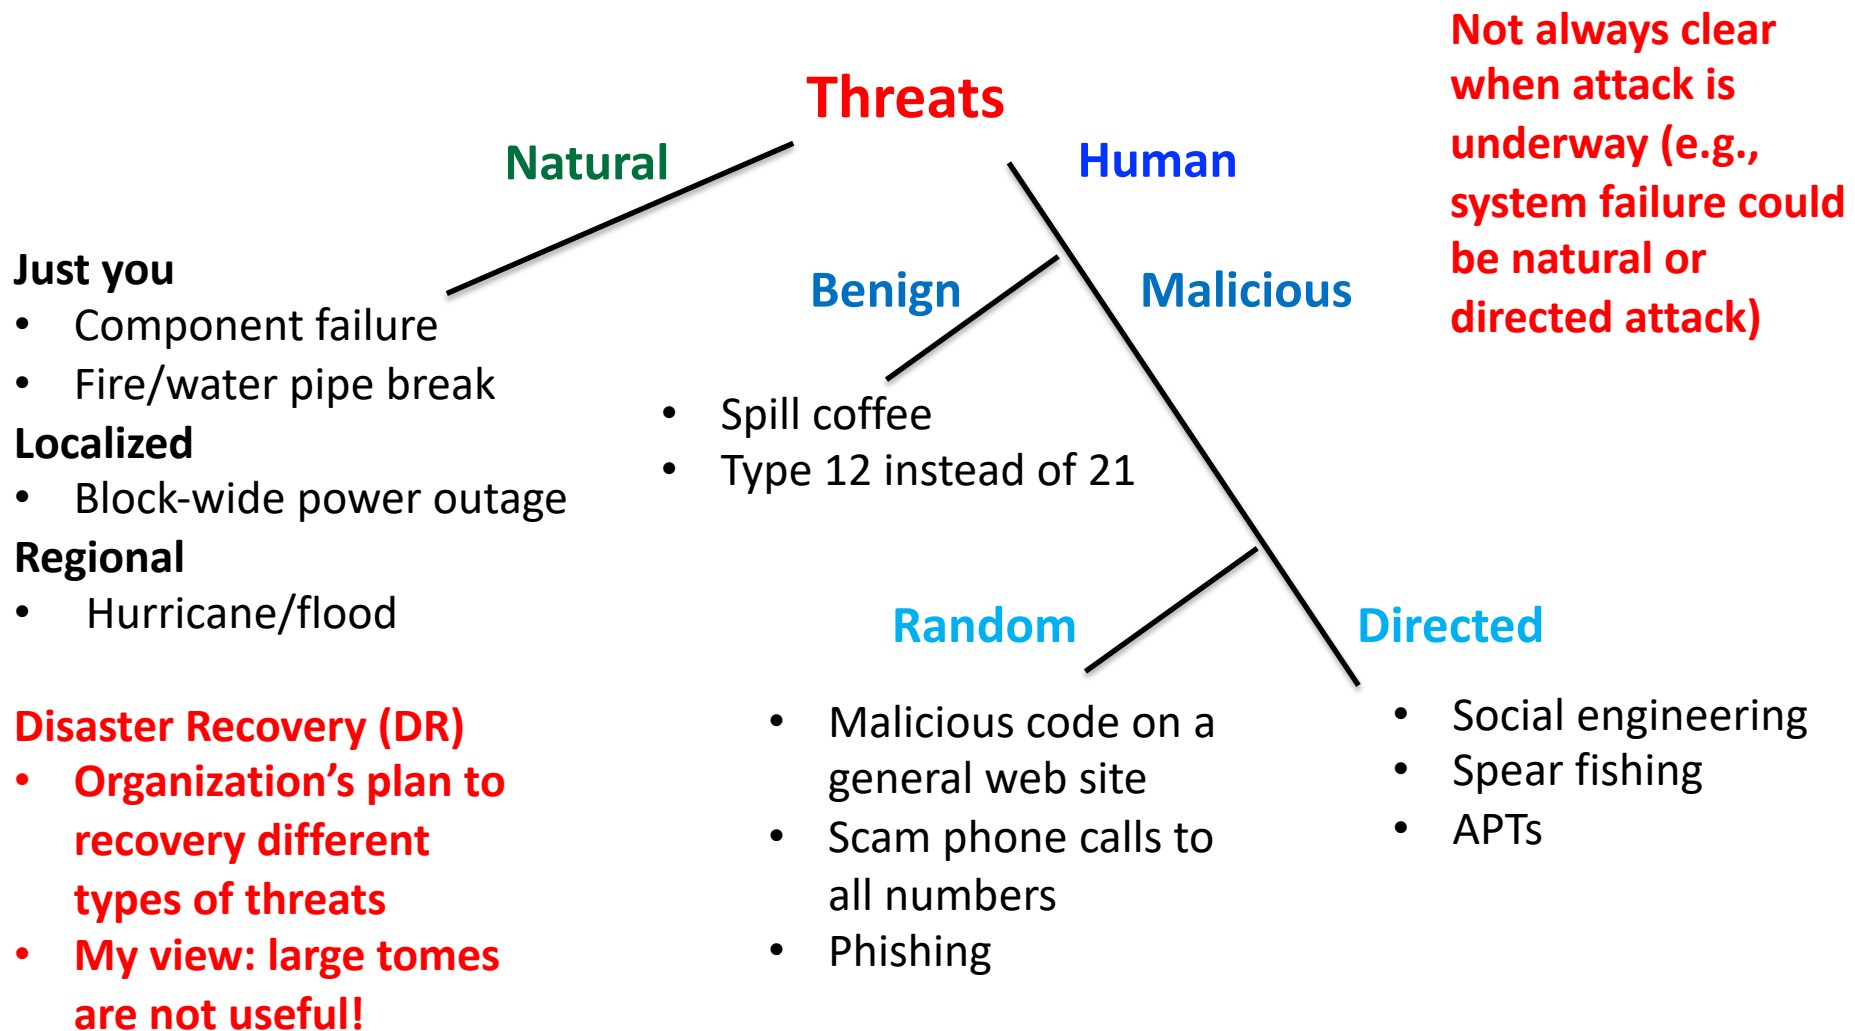 Threats
Natural
Human
Not always clear
when attack is
underway (e.g.,
system failure could
be natural or
directed attack)
Just you
• Component failure
• Fire/water pipe break
Localized
• Block-wide power outage
Regional
• Hurricane/flood
Benign
Malicious
• Spill coffee
• Type 12 instead of 21
Random
Directed
• Malicious code on a
general web site
• Scam phone calls to
all numbers
• Phishing
• Social engineering
• Spear fishing
• APTs
Disaster Recovery (DR)
• Organization’s plan to
recovery different
types of threats
• My view: large tomes
are not useful!